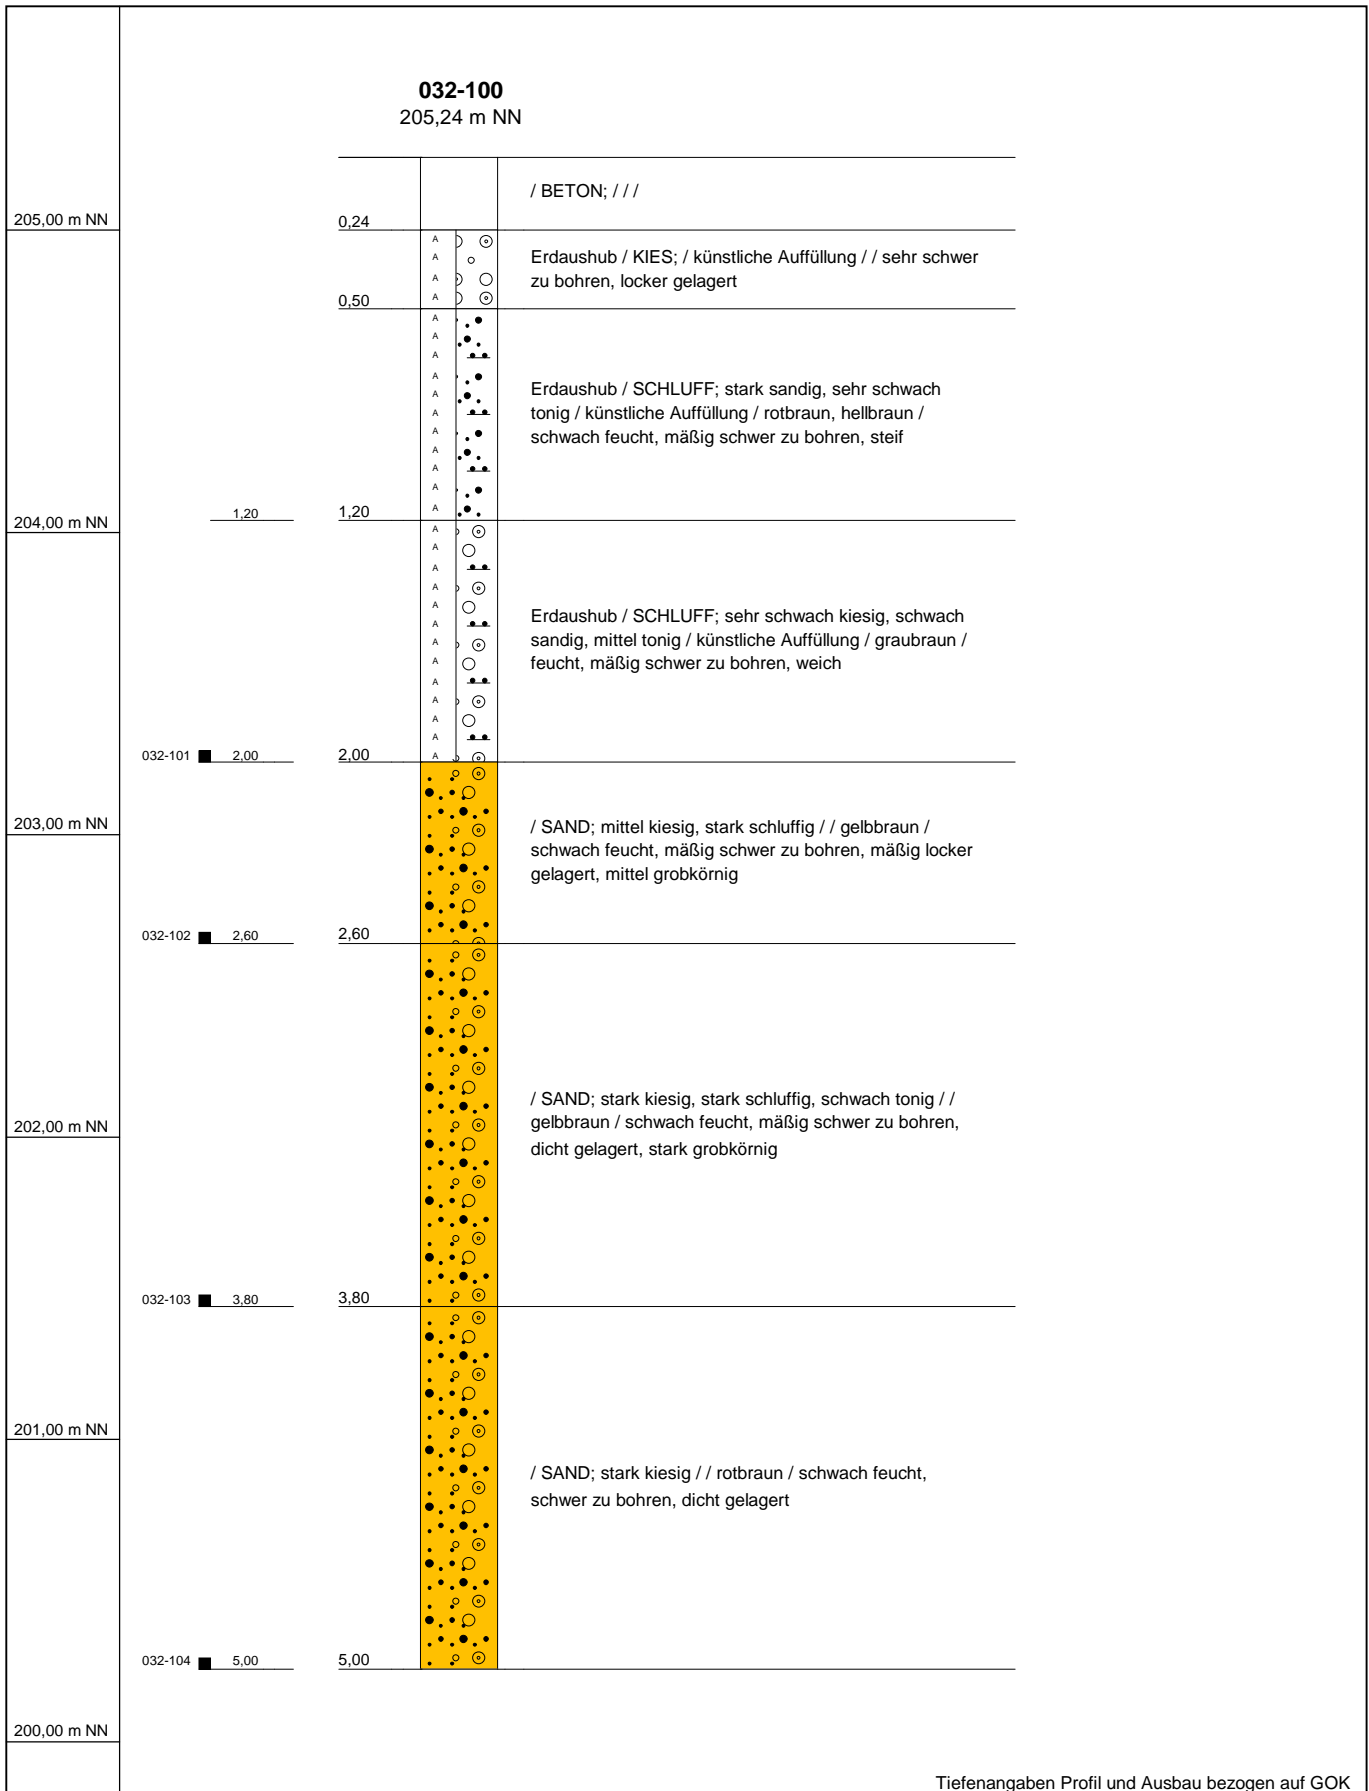 032-100
205,24 m NN
/ BETON; / / /
205,00 m NN
0,24
A
A
A
A
Erdaushub / KIES; / künstliche Auffüllung / / sehr schwer
zu bohren, locker gelagert
0,50
A
A
A
A
A
A
A
A
A
A
A
Erdaushub / SCHLUFF; stark sandig, sehr schwach
tonig / künstliche Auffüllung / rotbraun, hellbraun /
schwach feucht, mäßig schwer zu bohren, steif
1,20
1,20
204,00 m NN
A
A
A
A
A
A
A
A
A
A
A
A
A
Erdaushub / SCHLUFF; sehr schwach kiesig, schwach
sandig, mittel tonig / künstliche Auffüllung / graubraun /
feucht, mäßig schwer zu bohren, weich
032-101
2,00
2,00
203,00 m NN
/ SAND; mittel kiesig, stark schluffig / / gelbbraun /
schwach feucht, mäßig schwer zu bohren, mäßig locker
gelagert, mittel grobkörnig
032-102
2,60
2,60
202,00 m NN
/ SAND; stark kiesig, stark schluffig, schwach tonig / /
gelbbraun / schwach feucht, mäßig schwer zu bohren,
dicht gelagert, stark grobkörnig
032-103
3,80
3,80
201,00 m NN
/ SAND; stark kiesig / / rotbraun / schwach feucht,
schwer zu bohren, dicht gelagert
032-104
5,00
5,00
200,00 m NN
Tiefenangaben Profil und Ausbau bezogen auf GOK